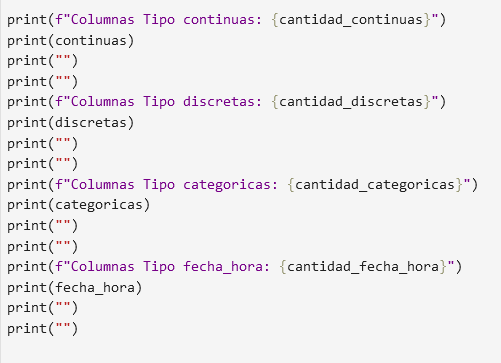 print(f"Columnas Tipo continuas: {cantidad_continuas}")
print(continuas)
print("")
print("")
print(f"Columnas Tipo discretas: {cantidad_discretas}")
print(discretas)
print("")
print("")
print(f"Columnas Tipo categoricas: {cantidad_categoricas}")
print(categoricas)
print("")
print("")
print(f"Columnas Tipo fecha_hora: {cantidad_fecha_hora}")
print(fecha_hora)
print("")
print("")